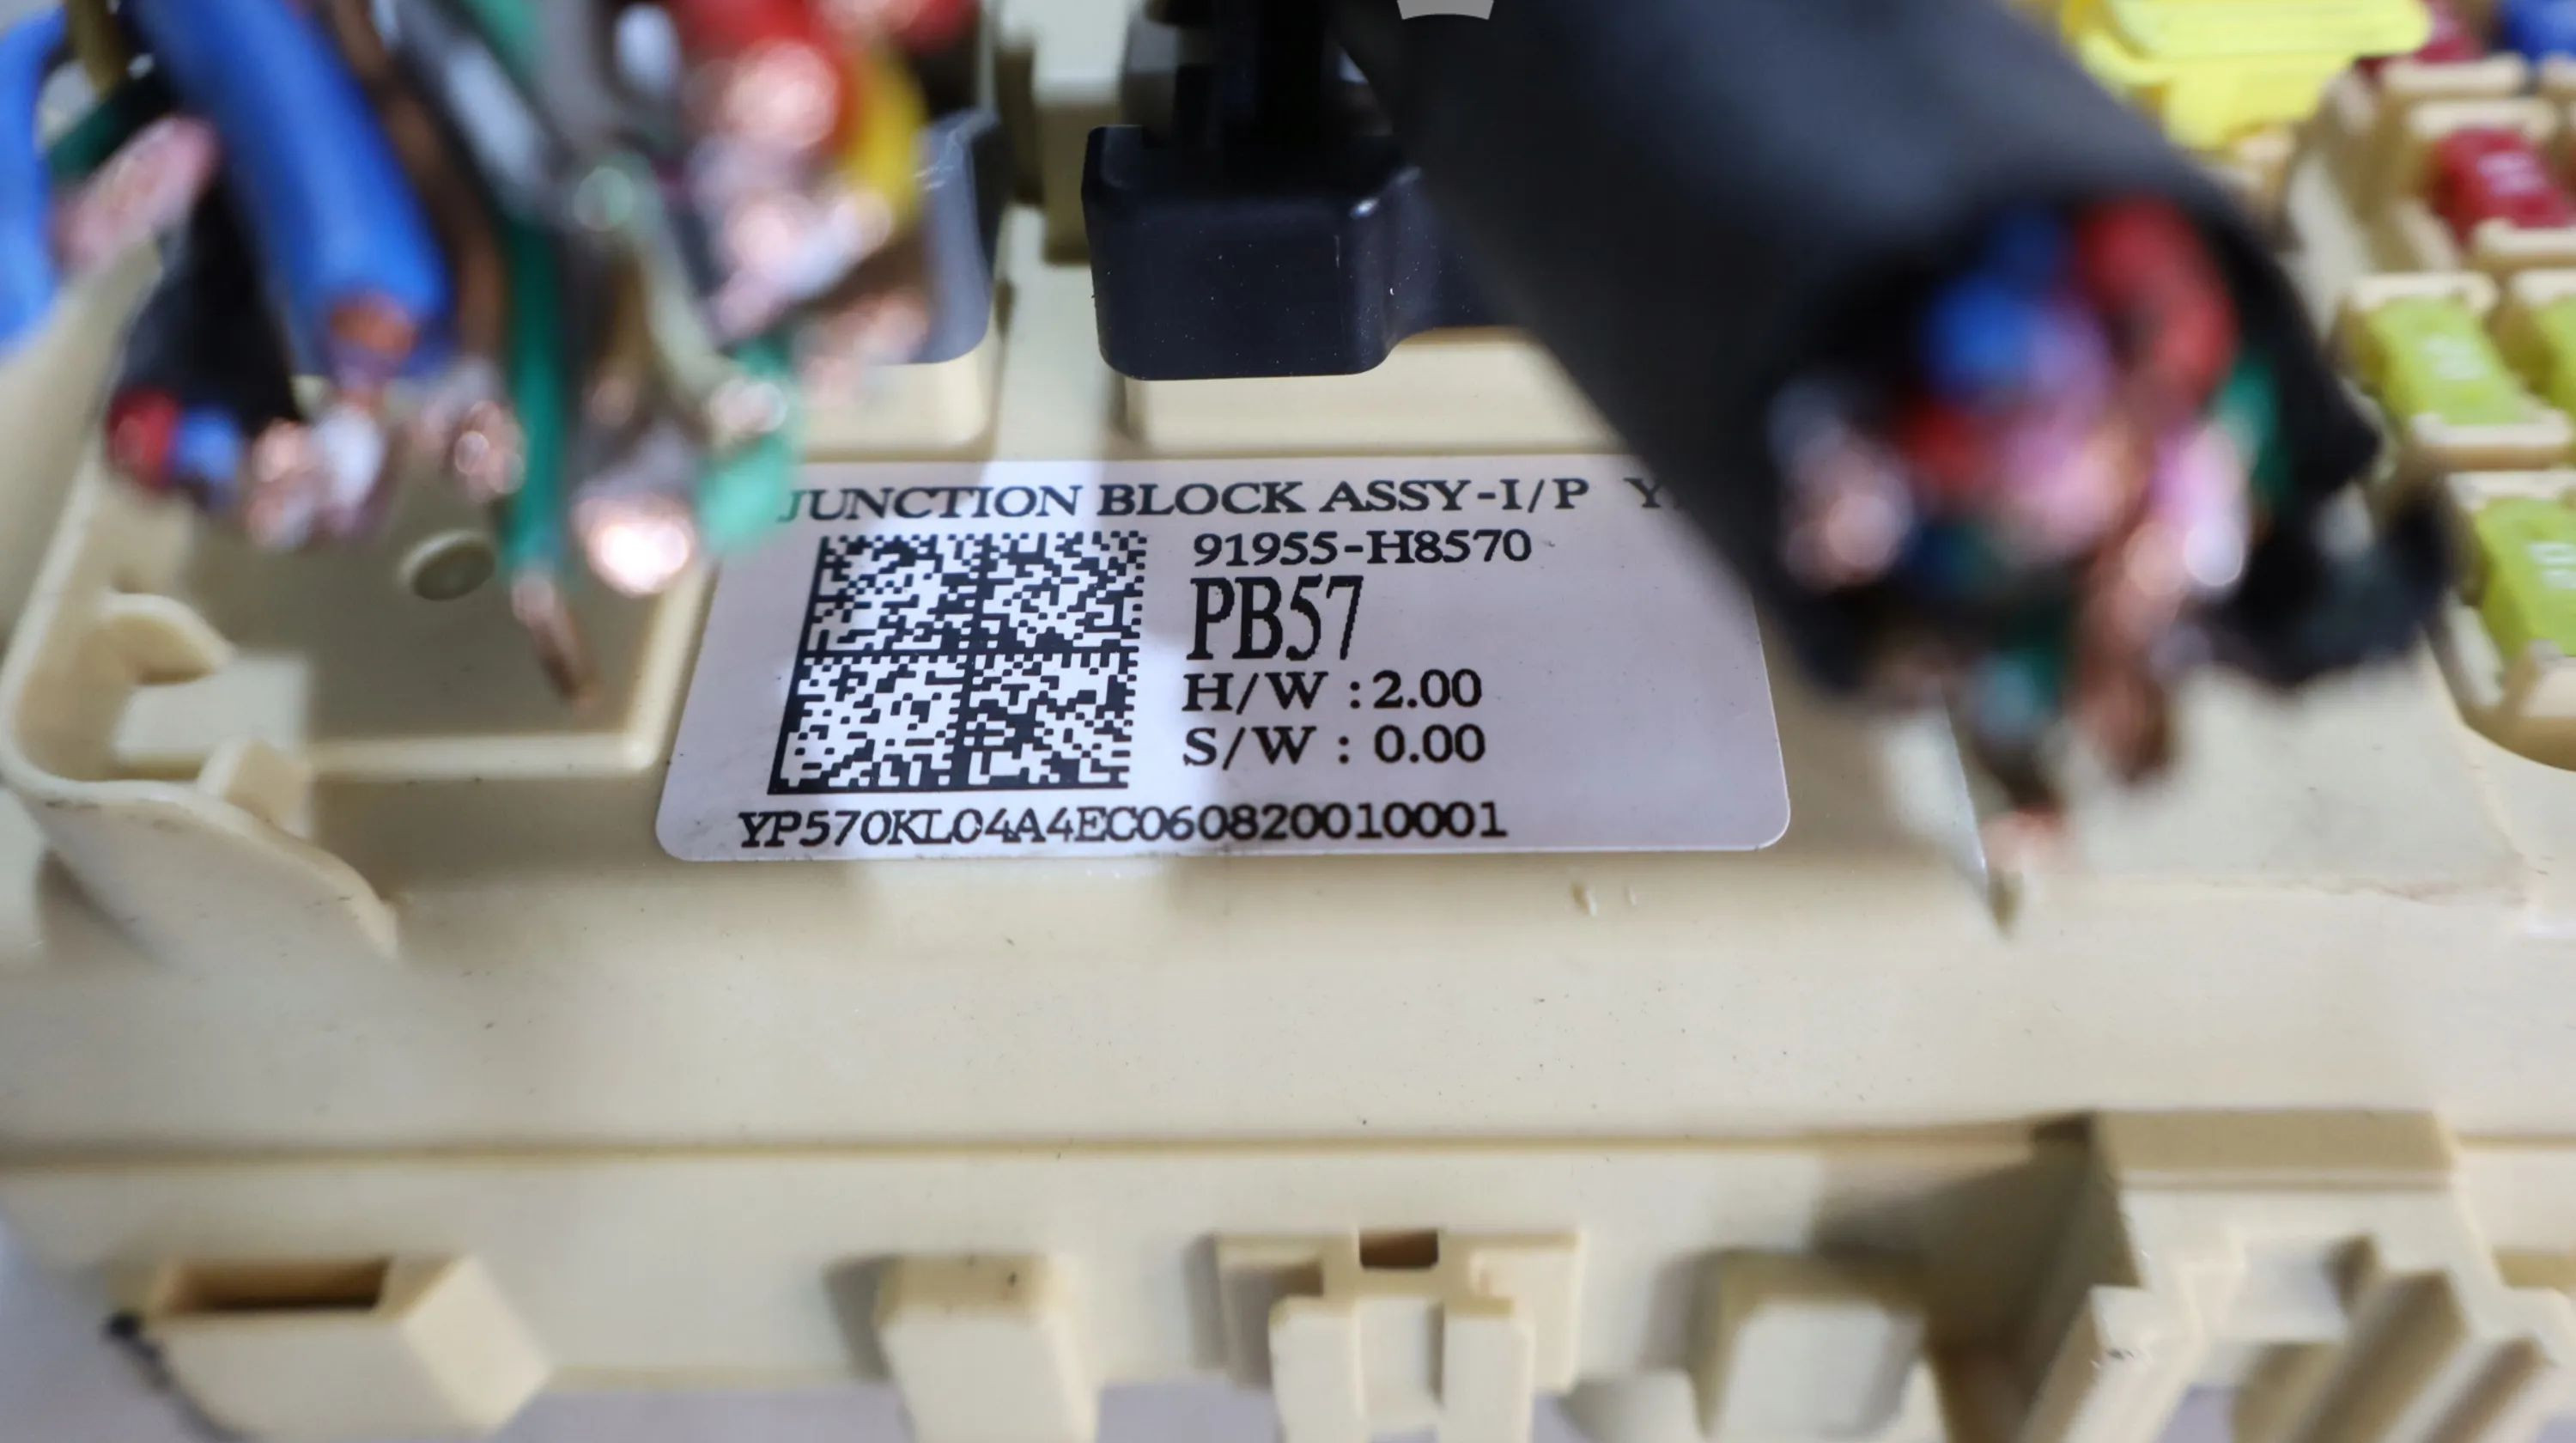 JUNCTION BLOCK ASSY-I/P
91955-H8570
PB57
H/W : 2.00
S/W : 0.00
YP570KL04A4EC060820010001